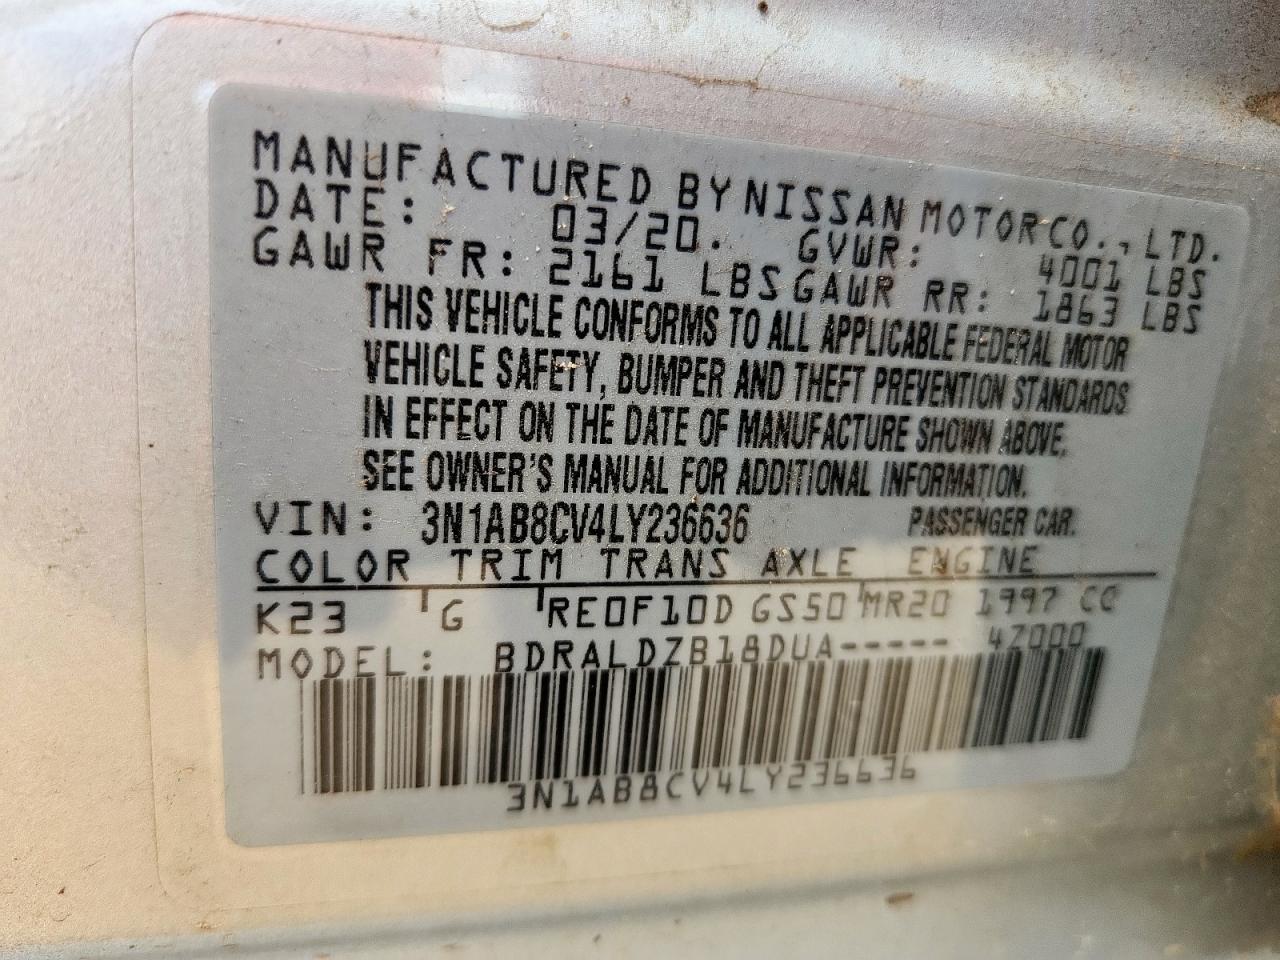 MANUFACTURED BY NISSAN MOTOR CO., LTD.
DATE: 03/20. GVWR: 4001 LBS
GAWR FR: 2161 LBS GAWR RR: 1863 LBS
THIS VEHICLE CONFORMS TO ALL APPLICABLE FEDERAL MOTOR
VEHICLE SAFETY, BUMPER AND THEFT PREVENTION STANDARDS
IN EFFECT ON THE DATE OF MANUFACTURE SHOWN ABOVE,
SEE OWNER'S MANUAL FOR ADDITIONAL INFORMATION.
VIN: 3N1AB8CV4LY236636 PASSENGER CAR.
COLOR TRIM TRANS AXLE ENGINE
K23 G RE0F10D GS50 MR20 1997 CC
MODEL: BDRALDZB18DUA----- 4Z000
3N1AB8CV4LY236636